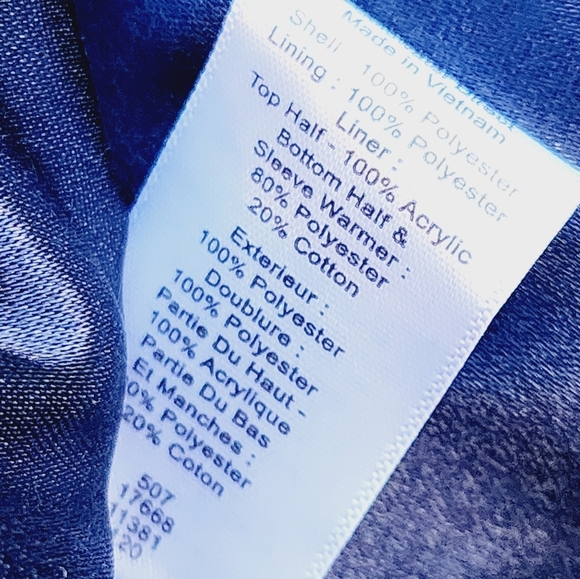 Made in Vietnam
Shell : 100% Polyester
Lining : 100% Polyester
Liner :
Top Half - 100% Acrylic
Bottom Half &
Sleeve Warmer :
80% Polyester
20% Cotton
Exterieur :
100% Polyester
Doublure :
100% Polyester
Partie Du Haut -
100% Acrylique
Partie Du Bas
Et Manches :
0% Polyester
20% Coton
507
17668
11381
/20